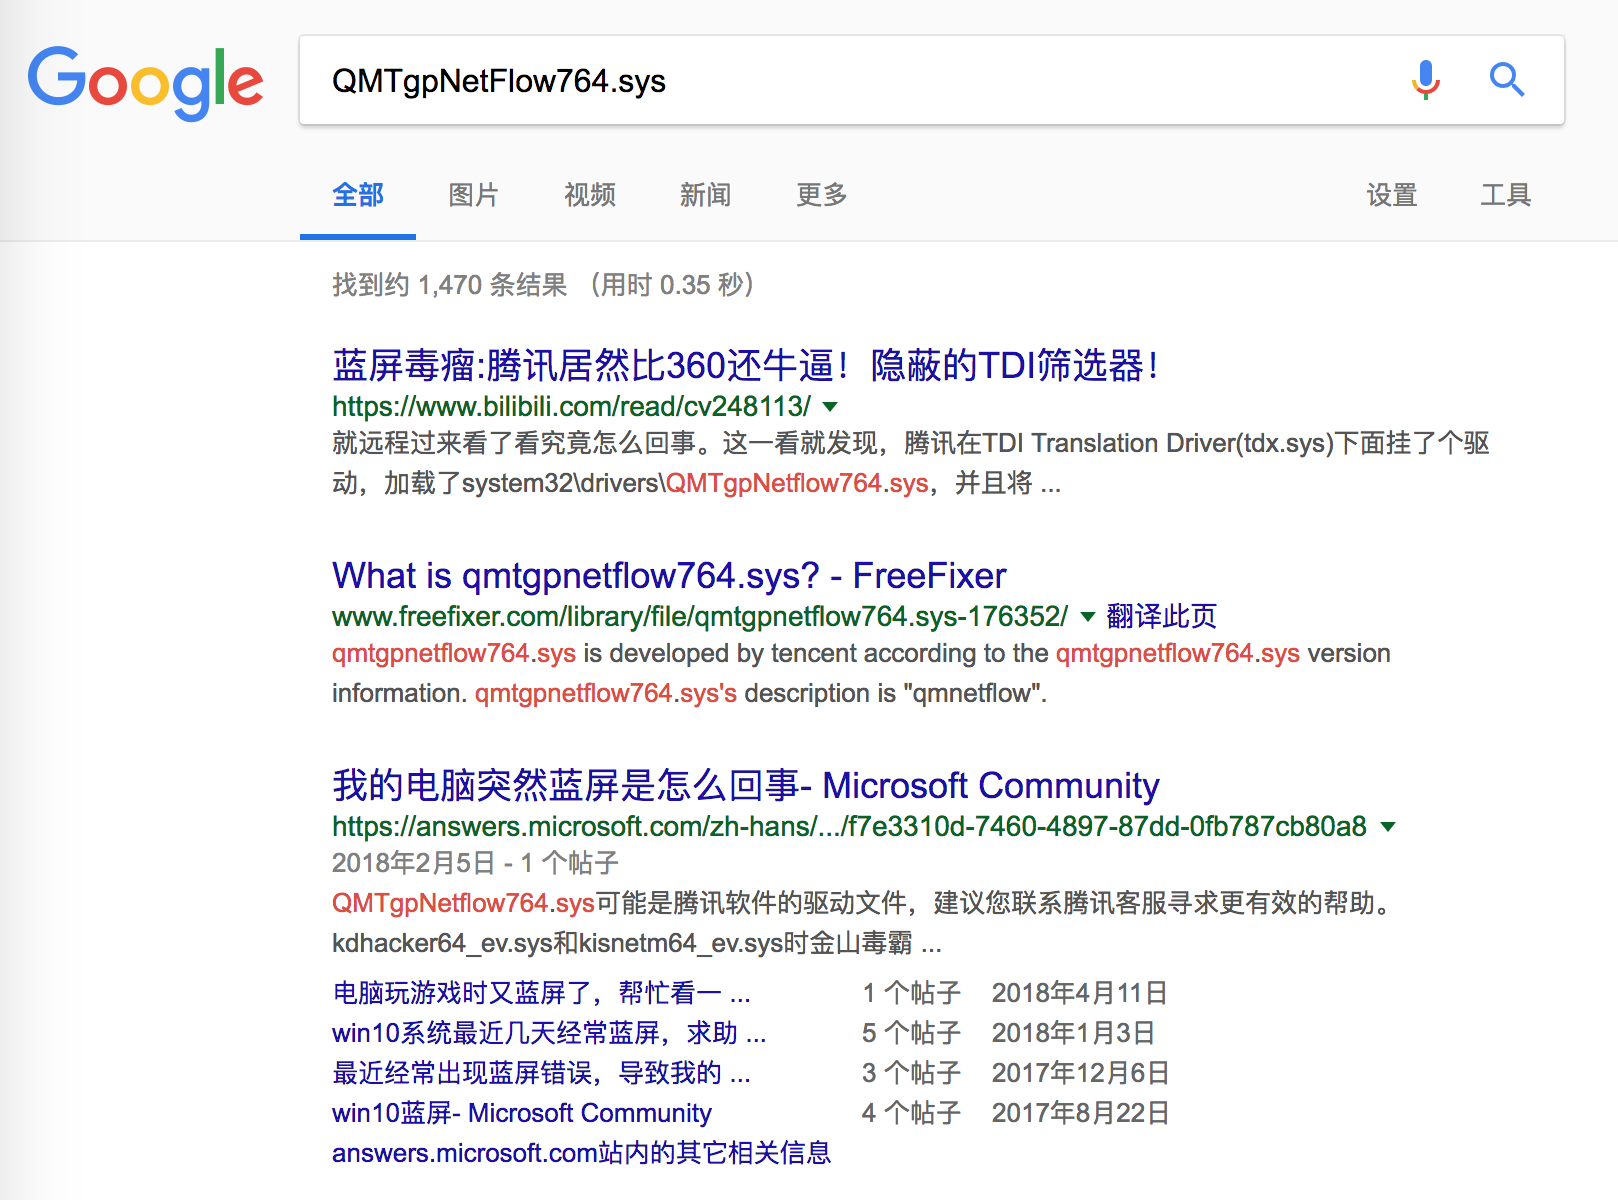 Google
QMTgpNetFlow764.sys
全部 图片 视频 新闻 更多 设置 工具
找到约 1,470 条结果 （用时 0.35 秒）
蓝屏毒瘤:腾讯居然比360还牛逼！隐蔽的TDI筛选器！
https://www.bilibili.com/read/cv248113/
就远程过来看了看究竟怎么回事。这一看就发现，腾讯在TDI Translation Driver(tdx.sys)下面挂了个驱
动，加载了system32\drivers\QMTgpNetflow764.sys，并且将 ...
What is qmtgpnetflow764.sys? - FreeFixer
www.freefixer.com/library/file/qmtgpnetflow764.sys-176352/ 翻译此页
qmtgpnetflow764.sys is developed by tencent according to the qmtgpnetflow764.sys version
information. qmtgpnetflow764.sys's description is "qmnetflow".
我的电脑突然蓝屏是怎么回事- Microsoft Community
https://answers.microsoft.com/zh-hans/.../f7e3310d-7460-4897-87dd-0fb787cb80a8
2018年2月5日 - 1 个帖子
QMTgpNetflow764.sys可能是腾讯软件的驱动文件，建议您联系腾讯客服寻求更有效的帮助。
kdhacker64_ev.sys和kisnetm64_ev.sys时金山毒霸 ...
电脑玩游戏时又蓝屏了，帮忙看一 ... 1 个帖子 2018年4月11日
win10系统最近几天经常蓝屏，求助 ... 5 个帖子 2018年1月3日
最近经常出现蓝屏错误，导致我的 ... 3 个帖子 2017年12月6日
win10蓝屏- Microsoft Community 4 个帖子 2017年8月22日
answers.microsoft.com站内的其它相关信息